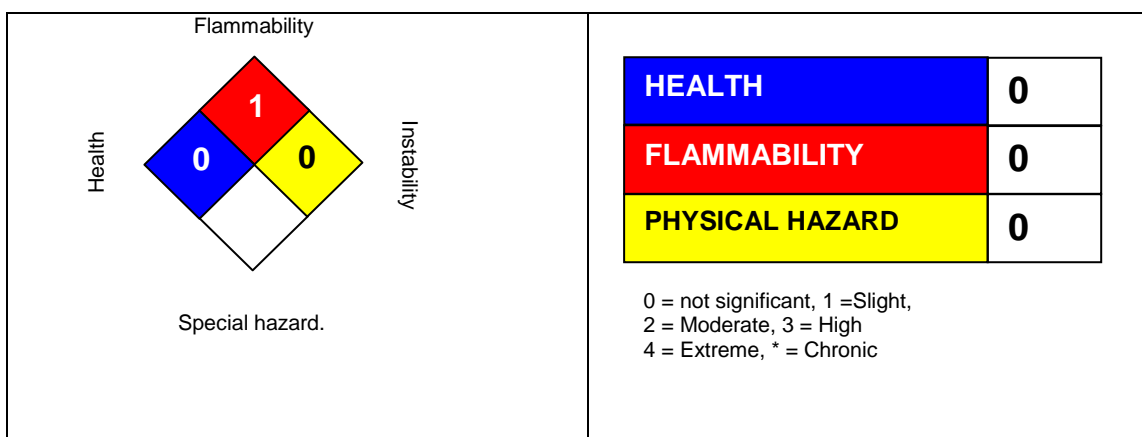 Flammability
1
Health
0
0
Instability
Special hazard.
HEALTH 0
FLAMMABILITY 0
PHYSICAL HAZARD 0
0 = not significant, 1 =Slight,
2 = Moderate, 3 = High
4 = Extreme, * = Chronic